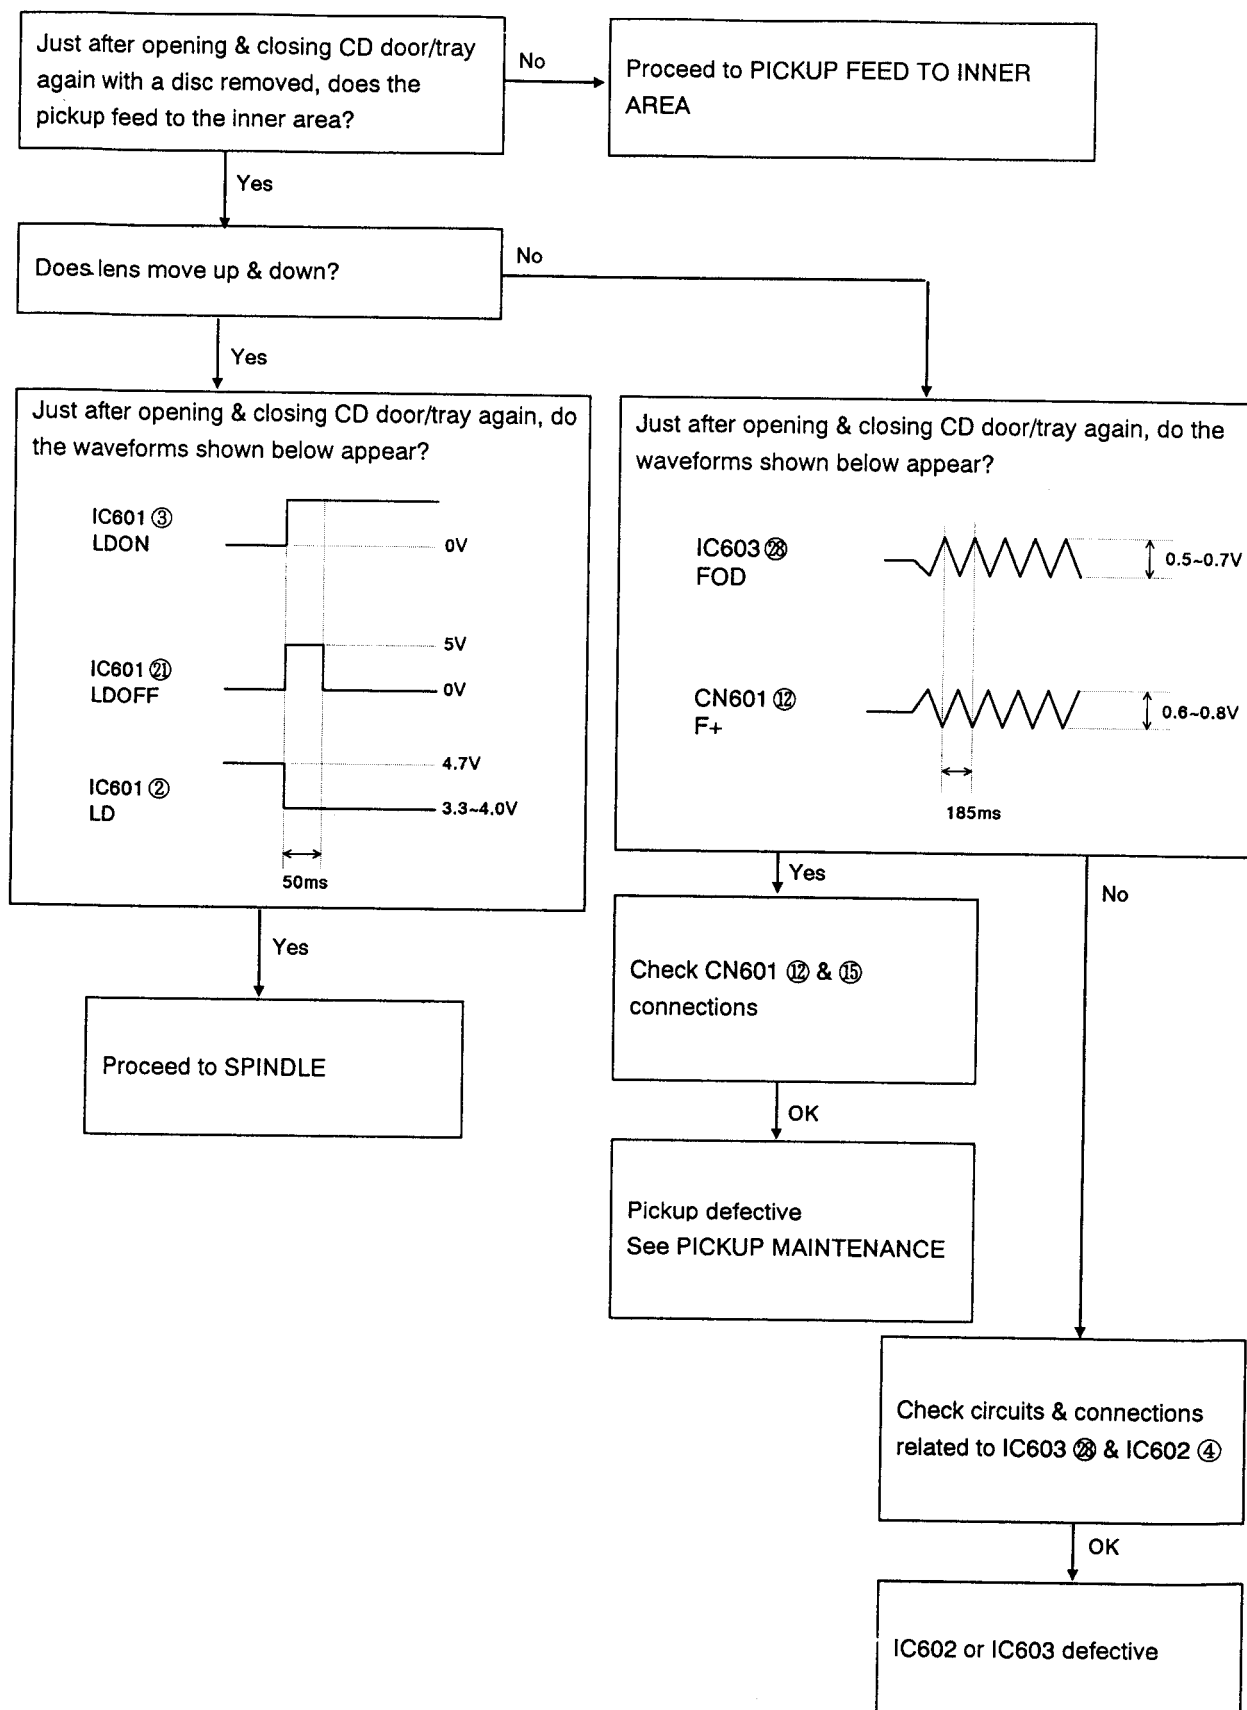 Just after opening & closing CD door/tray
again with a disc removed, does the
pickup feed to the inner area?
No
Proceed to PICKUP FEED TO INNER
AREA
Yes
Does lens move up & down?
No
Yes
Just after opening & closing CD door/tray again, do
the waveforms shown below appear?
IC601 ③
LDON
0V
5V
IC601 ㉑
LDOFF
0V
4.7V
IC601 ②
LD
3.3~4.0V
50ms
Yes
Proceed to SPINDLE
Just after opening & closing CD door/tray again, do the
waveforms shown below appear?
IC603 ㉘
FOD
0.5~0.7V
CN601 ⑫
F+
0.6~0.8V
185ms
Yes
No
Check CN601 ⑫ & ⑮
connections
OK
Pickup defective
See PICKUP MAINTENANCE
Check circuits & connections
related to IC603 ㉘ & IC602 ④
OK
IC602 or IC603 defective